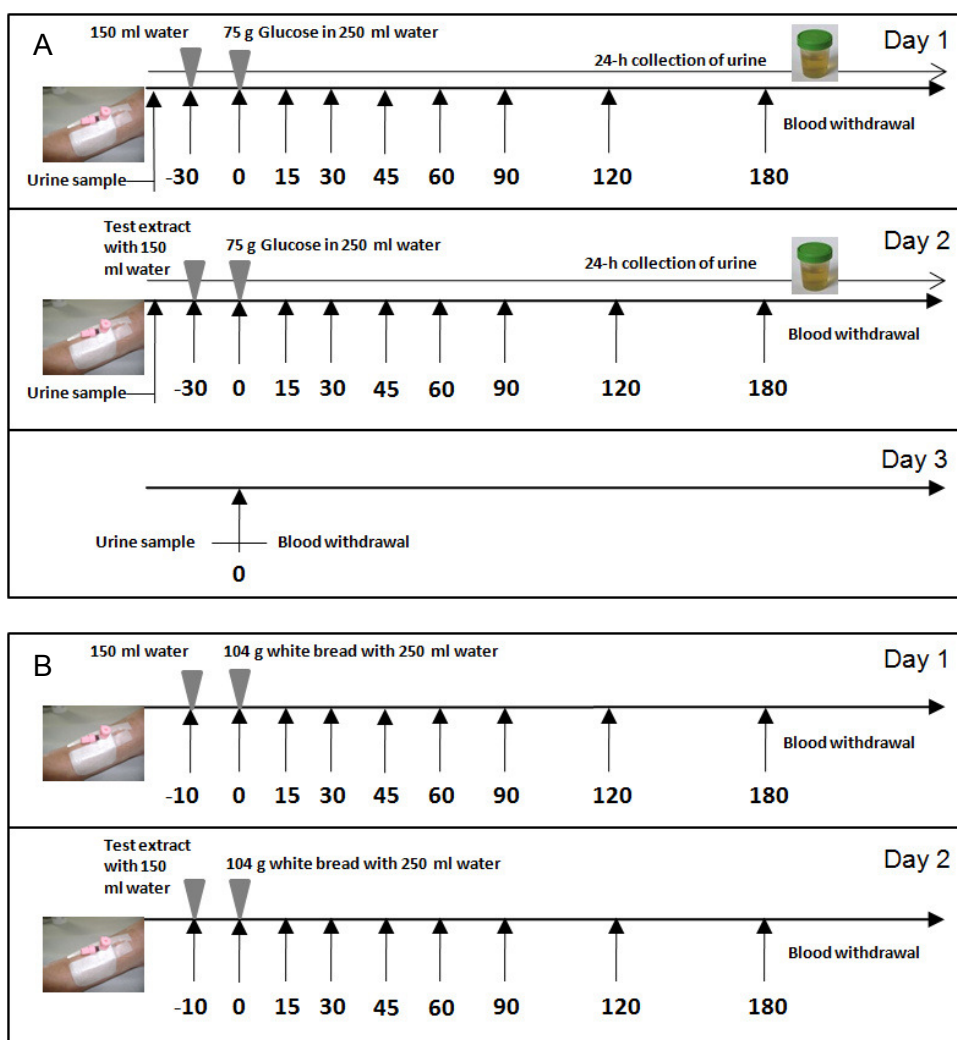 A
150 ml water
75 g Glucose in 250 ml water
Day 1
24-h collection of urine
Blood withdrawal
Urine sample
-30 0 15 30 45 60 90 120 180
Test extract
with 150
ml water
75 g Glucose in 250 ml water
Day 2
24-h collection of urine
Blood withdrawal
Urine sample
-30 0 15 30 45 60 90 120 180
Day 3
Urine sample
Blood withdrawal
0
B
150 ml water
104 g white bread with 250 ml water
Day 1
Blood withdrawal
-10 0 15 30 45 60 90 120 180
Test extract
with 150
ml water
104 g white bread with 250 ml water
Day 2
Blood withdrawal
-10 0 15 30 45 60 90 120 180